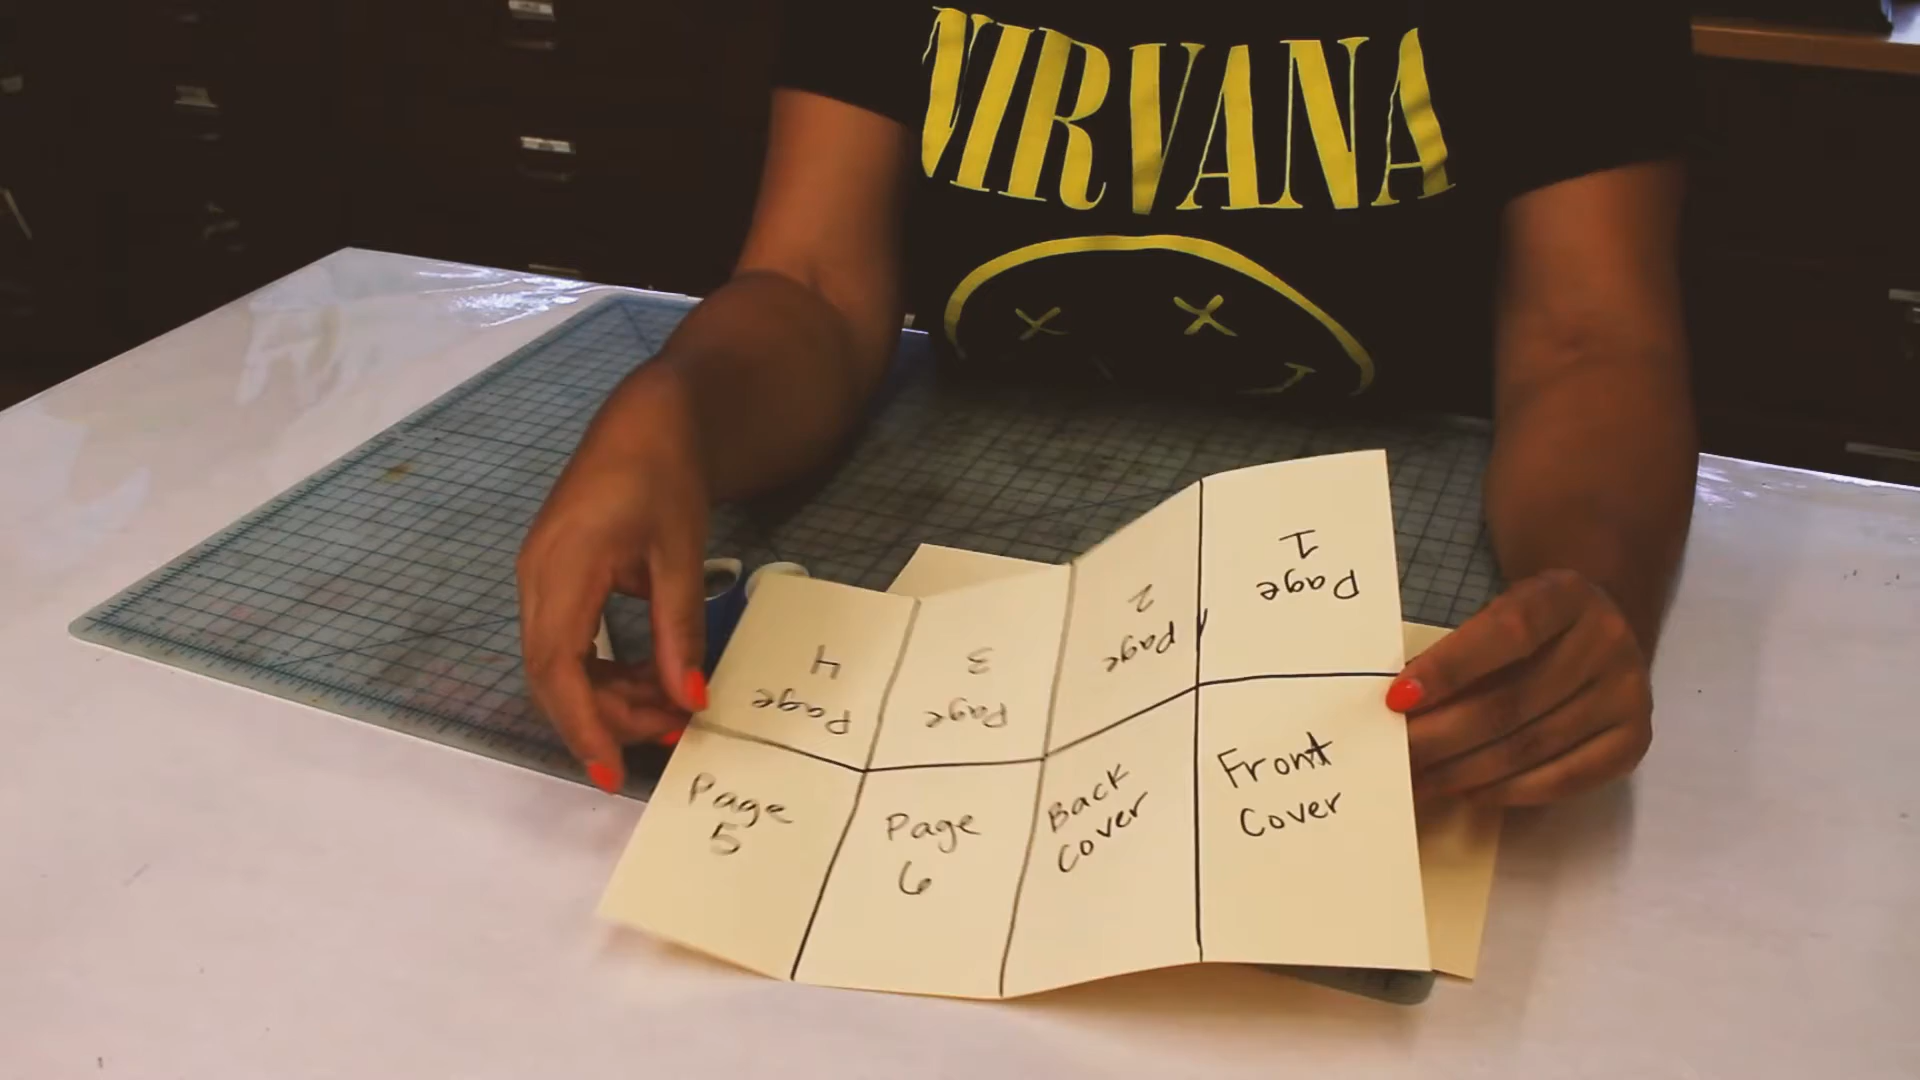 NIRVANA
Page
4
Page
3
Page
2
Page
1
Page
5
Page
6
Back
Cover
Front
Cover